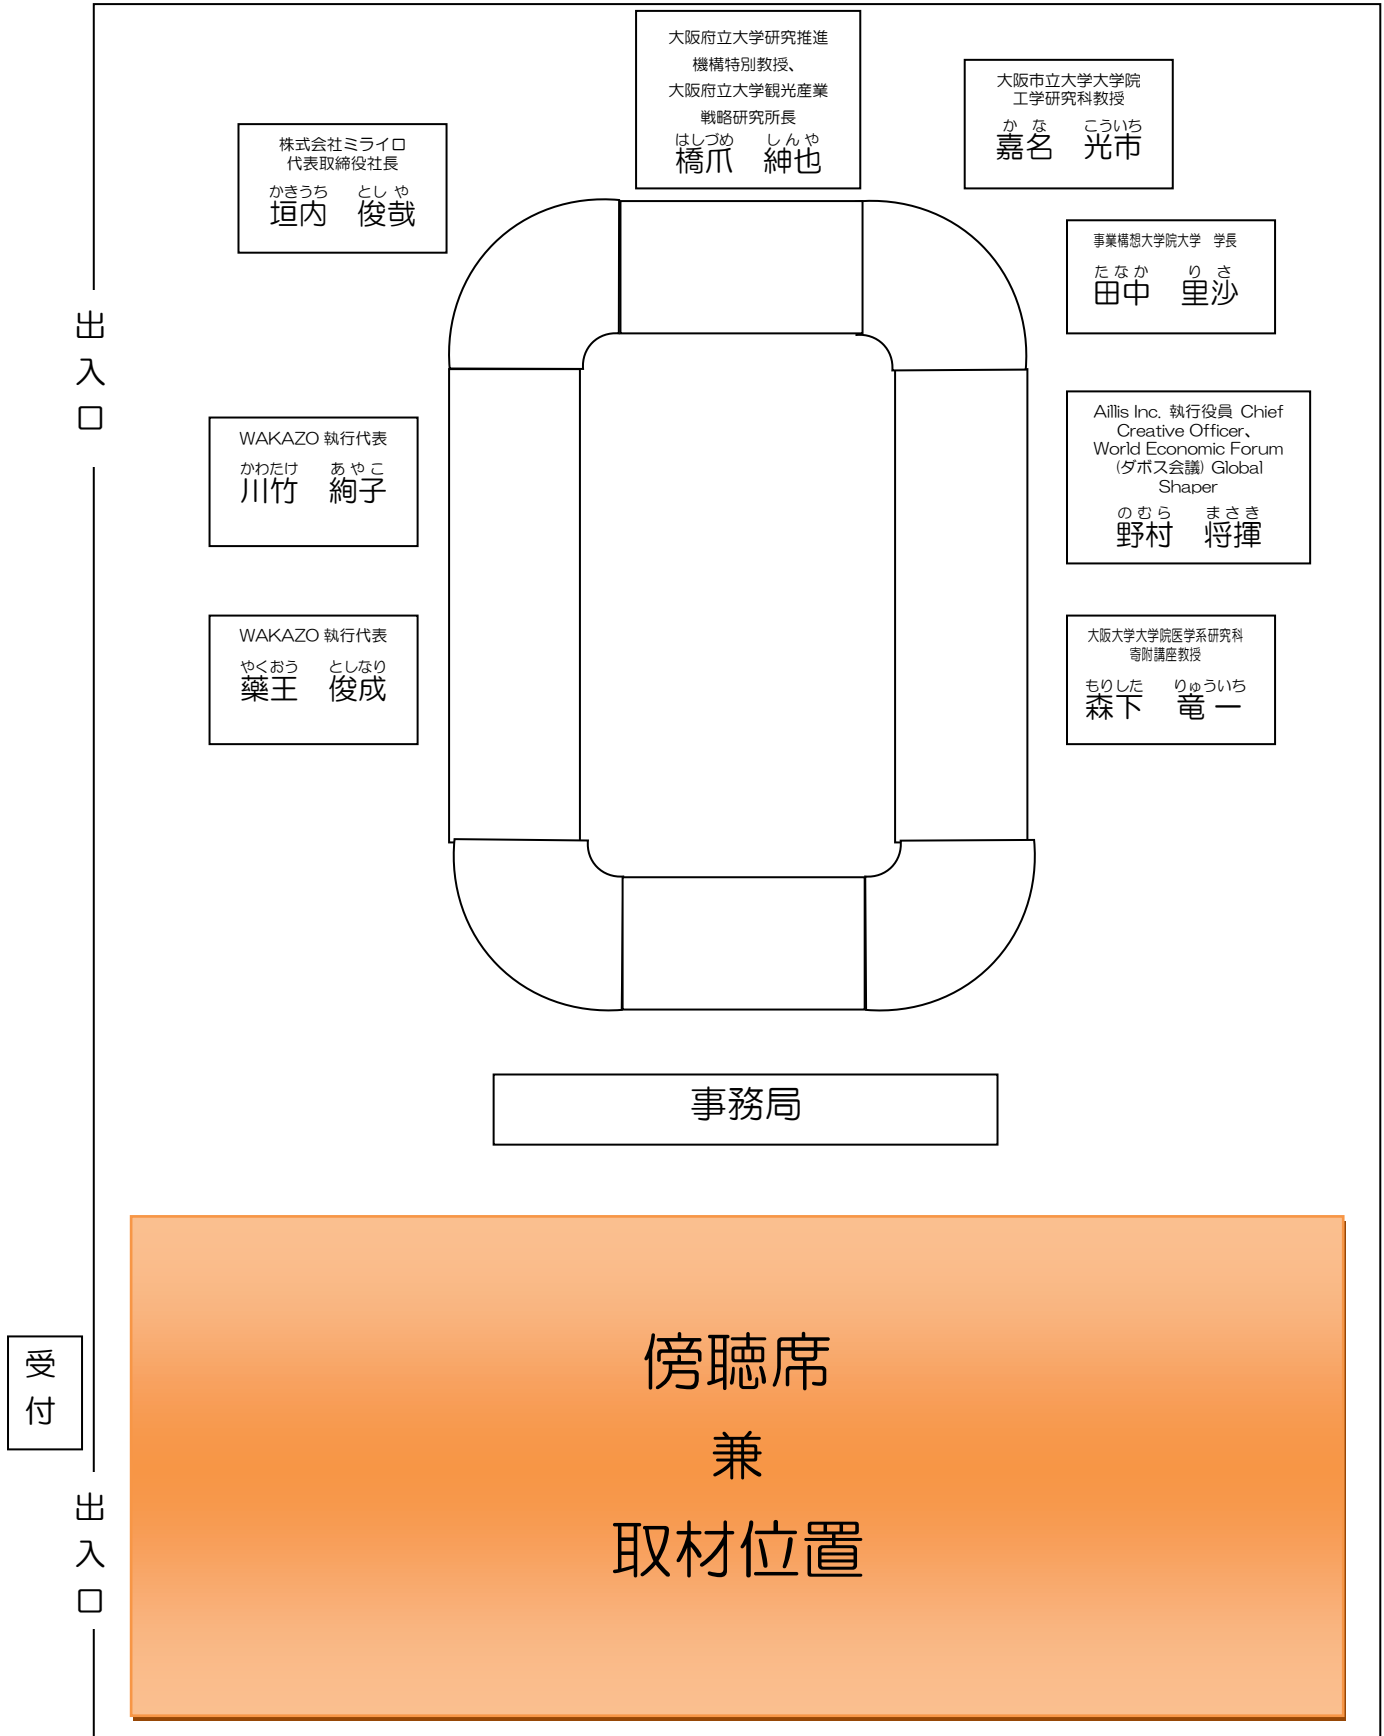 大阪府立大学研究推進
機構特別教授、
大阪府立大学観光産業
戦略研究所長
はしづめ しんや
橋爪 紳也
大阪市立大学大学院
工学研究科教授
かな こういち
嘉名 光市
株式会社ミライロ
代表取締役社長
かきうち としや
垣内 俊哉
事業構想大学院大学 学長
たなか りさ
田中 里沙
出入口
Aillis Inc. 執行役員 Chief
Creative Officer、
World Economic Forum
(ダボス会議) Global
Shaper
のむら まさき
野村 将揮
WAKAZO 執行代表
かわたけ あやこ
川竹 絢子
WAKAZO 執行代表
やくおう としなり
藥王 俊成
大阪大学大学院医学系研究科
寄附講座教授
もりした りゅういち
森下 竜一
事務局
傍聴席
兼
取材位置
受付
出入口